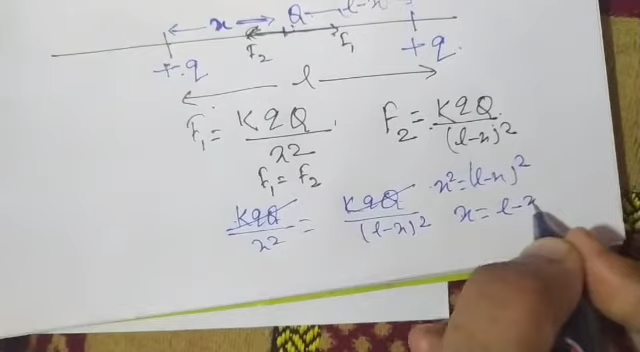 x Q l-x
F2 F1
+q +q
l
F1 = KqQ/x2 F2 = KqQ/(l-x)2
F1 = F2
KqQ/x2 = KqQ/(l-x)2 x2=(l-x)2
x = l-x